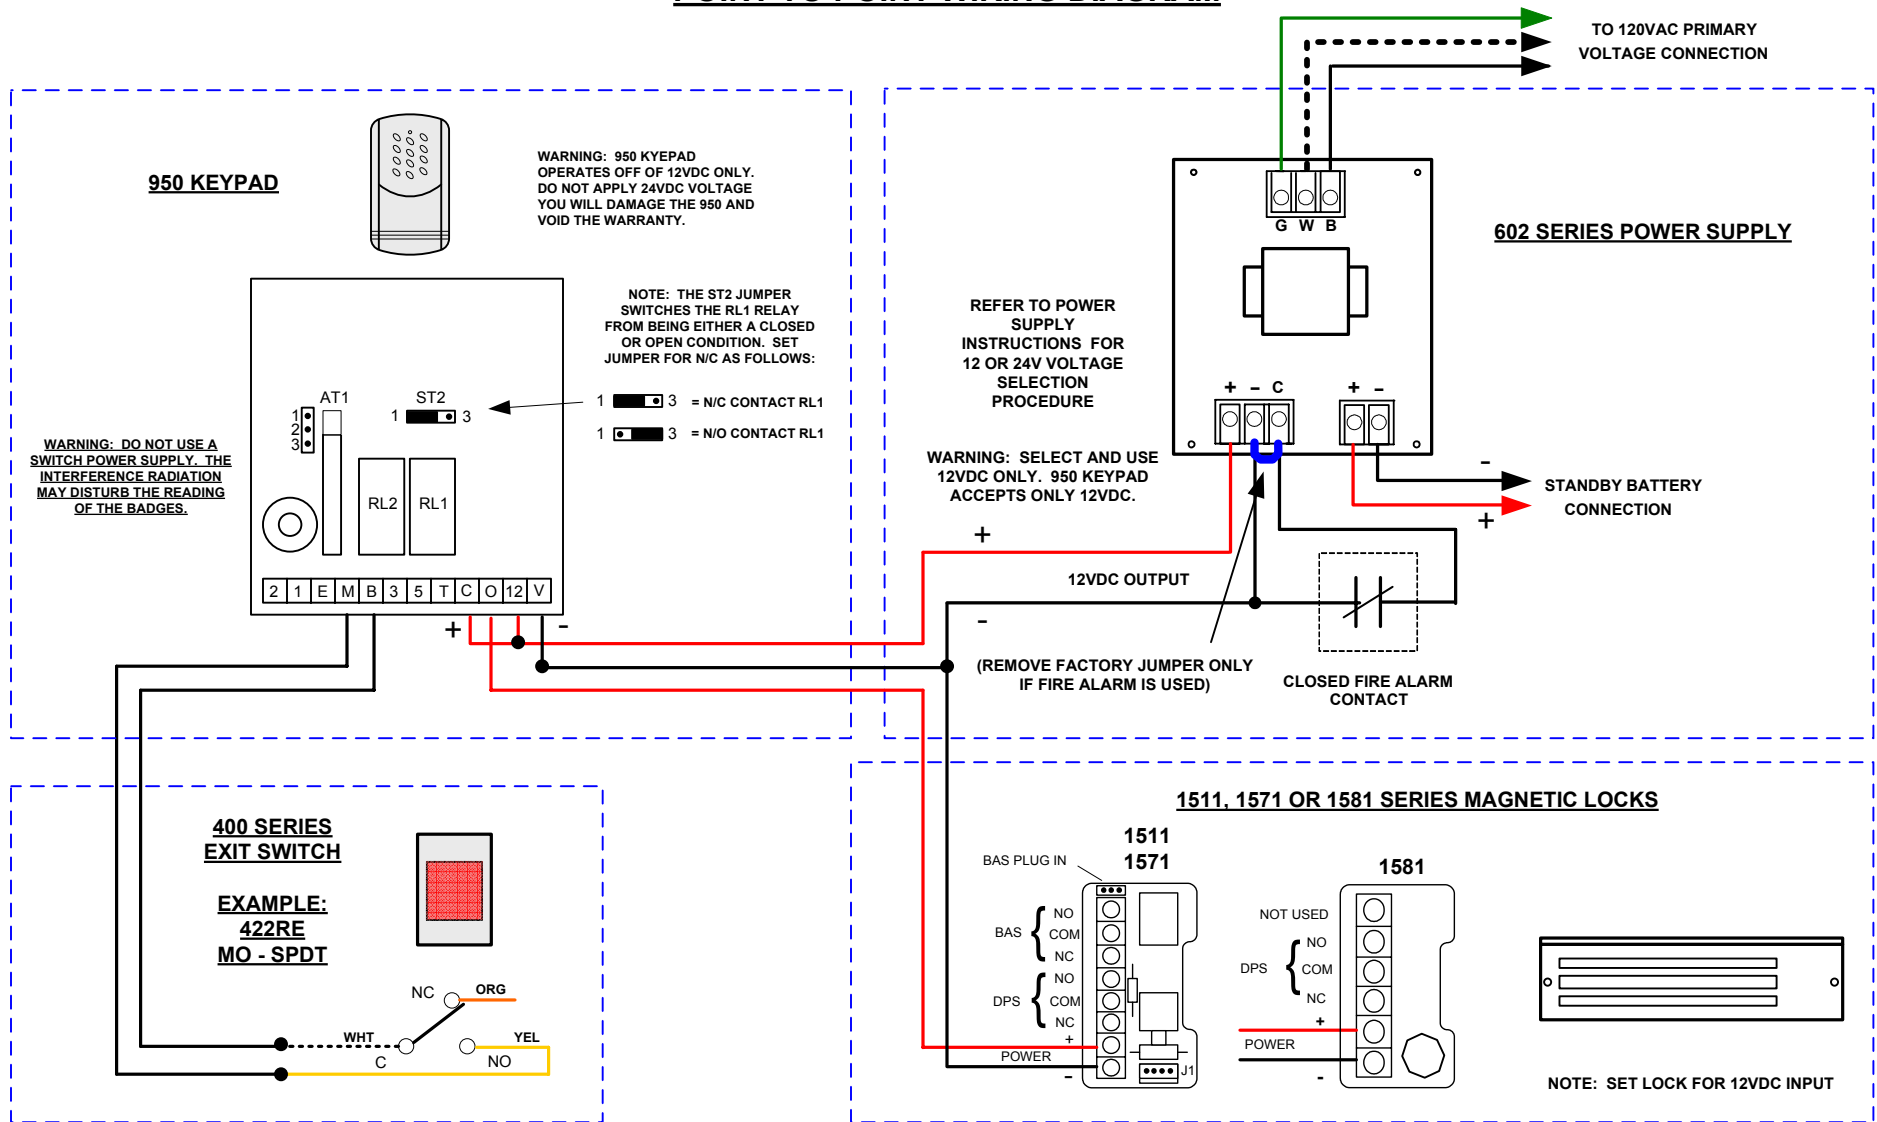 POINT TO POINT WIRING DIAGRAM
TO 120VAC PRIMARY
VOLTAGE CONNECTION
950 KEYPAD
WARNING: 950 KYEPAD
OPERATES OFF OF 12VDC ONLY.
DO NOT APPLY 24VDC VOLTAGE
YOU WILL DAMAGE THE 950 AND
VOID THE WARRANTY.
NOTE: THE ST2 JUMPER
SWITCHES THE RL1 RELAY
FROM BEING EITHER A CLOSED
OR OPEN CONDITION. SET
JUMPER FOR N/C AS FOLLOWS:
1 3 = N/C CONTACT RL1
1 3 = N/O CONTACT RL1
AT1
1
2
3
ST2
1 3
WARNING: DO NOT USE A
SWITCH POWER SUPPLY. THE
INTERFERENCE RADIATION
MAY DISTURB THE READING
OF THE BADGES.
RL2 RL1
2 1 E M B 3 5 T C O 12 V
+ -
G W B
602 SERIES POWER SUPPLY
REFER TO POWER
SUPPLY
INSTRUCTIONS FOR
12 OR 24V VOLTAGE
SELECTION
PROCEDURE
+ - C
+ -
WARNING: SELECT AND USE
12VDC ONLY. 950 KEYPAD
ACCEPTS ONLY 12VDC.
-
STANDBY BATTERY
CONNECTION
+
+
12VDC OUTPUT
-
(REMOVE FACTORY JUMPER ONLY
IF FIRE ALARM IS USED)
CLOSED FIRE ALARM
CONTACT
400 SERIES
EXIT SWITCH
EXAMPLE:
422RE
MO - SPDT
NC ORG
WHT
C
YEL
NO
1511, 1571 OR 1581 SERIES MAGNETIC LOCKS
1511
1571
BAS PLUG IN
BAS
NO
COM
NC
DPS
NO
COM
NC
+
POWER
-
J1
1581
NOT USED
DPS
NO
COM
NC
+
POWER
-
NOTE: SET LOCK FOR 12VDC INPUT